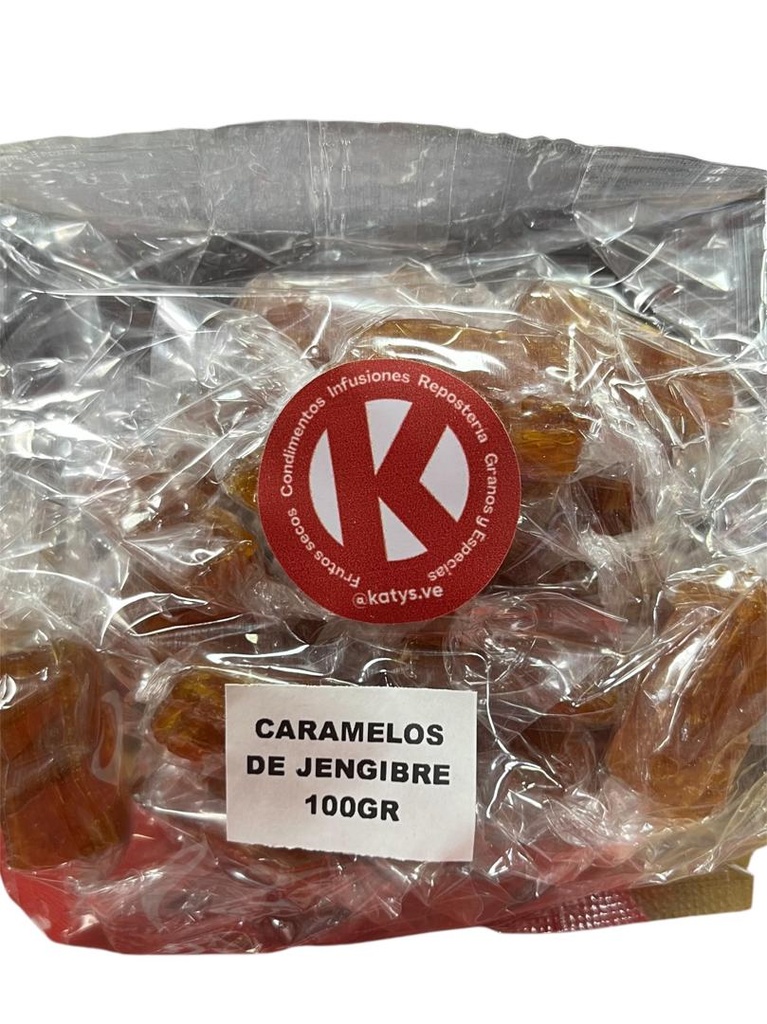 Frutos secos Condimentos Infusiones Repostería Granos y Especias
K
@katys.ve
CARAMELOS
DE JENGIBRE
100GR